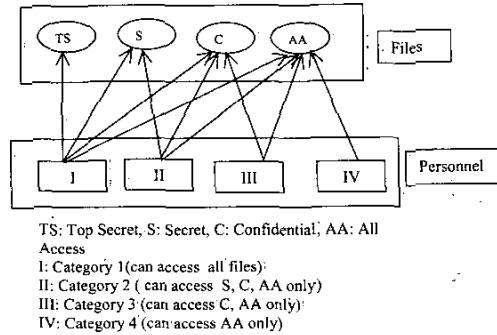 TS S C AA
Files
I II III IV
Personnel
TS: Top Secret, S: Secret, C: Confidential, AA: All
Access
I: Category 1(can access all files)
II: Category 2 ( can access S, C, AA only)
III: Category 3 (can access C, AA only)
IV: Category 4 (can access AA only)